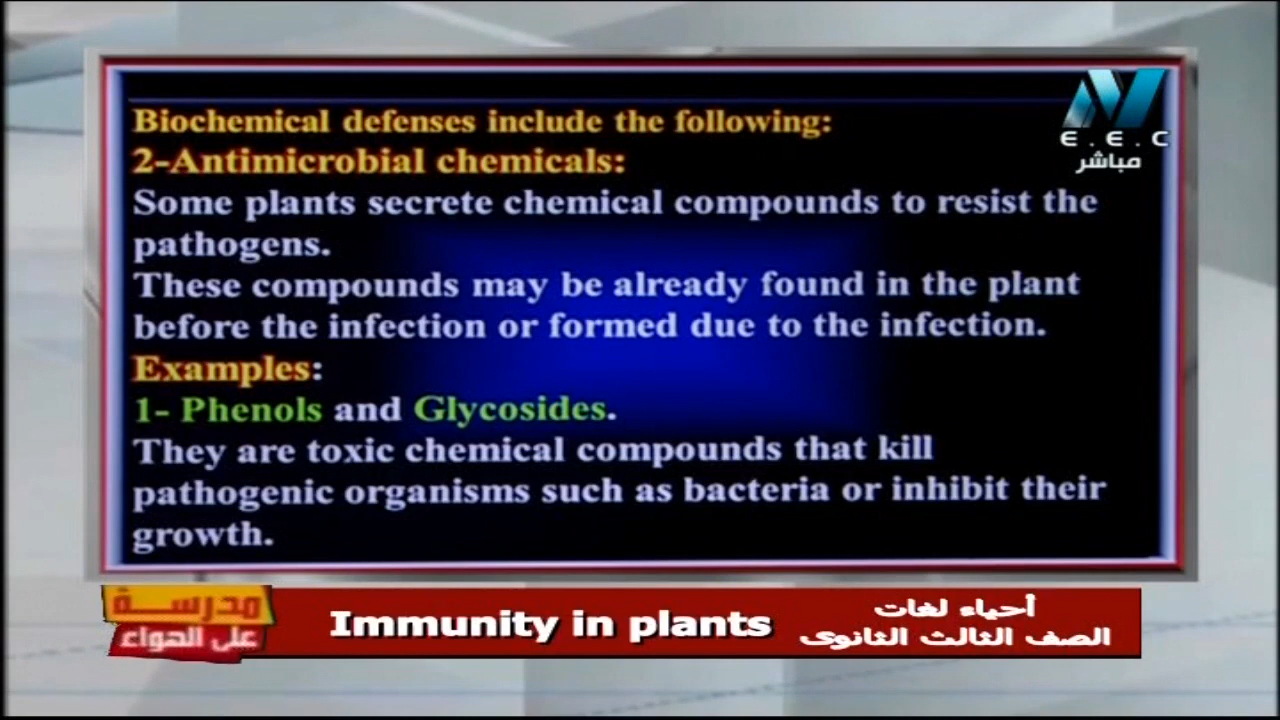 Biochemical defenses include the following:
2-Antimicrobial chemicals:
Some plants secrete chemical compounds to resist the
pathogens.
These compounds may be already found in the plant
before the infection or formed due to the infection.
Examples:
1- Phenols and Glycosides.
They are toxic chemical compounds that kill
pathogenic organisms such as bacteria or inhibit their
growth.
E.E.C
مباشر
مدرسة
على الهواء
Immunity in plants
أحياء لغات
الصف الثالث الثانوى